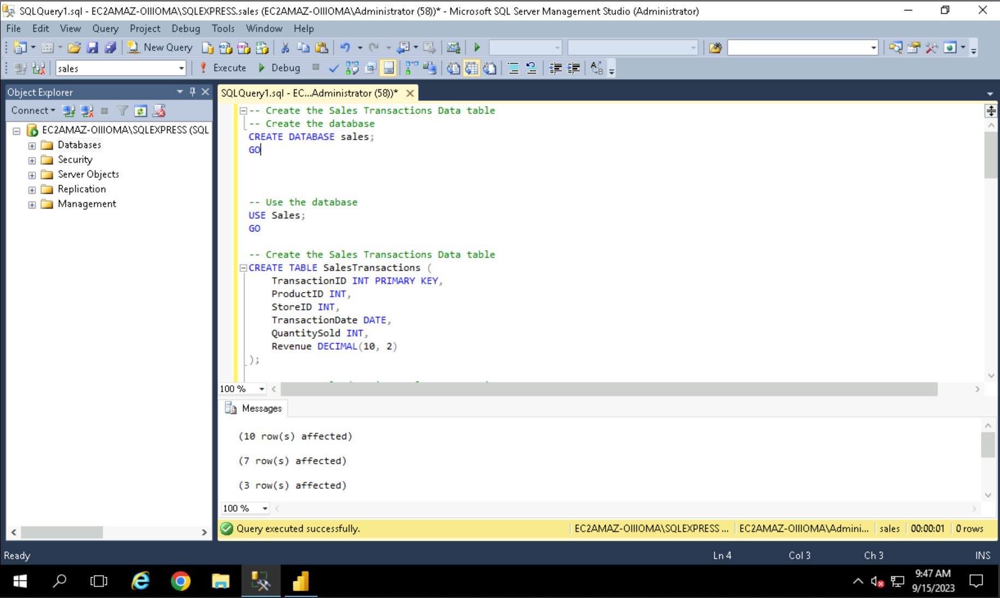 SQLQuery1.sql - EC2AMAZ-OIIIOMA\SQLEXPRESS.sales (EC2AMAZ-OIIIOMA\Administrator (58))* - Microsoft SQL Server Management Studio (Administrator)
File Edit View Query Project Debug Tools Window Help
New Query
sales Execute Debug
Object Explorer
Connect
EC2AMAZ-OIIIOMA\SQLEXPRESS (SQL
Databases
Security
Server Objects
Replication
Management
SQLQuery1.sql - EC...Administrator (58))*
-- Create the Sales Transactions Data table
-- Create the database
CREATE DATABASE sales;
GO
-- Use the database
USE Sales;
GO
-- Create the Sales Transactions Data table
CREATE TABLE SalesTransactions (
TransactionID INT PRIMARY KEY,
ProductID INT,
StoreID INT,
TransactionDate DATE,
QuantitySold INT,
Revenue DECIMAL(10, 2)
);
100 %
Messages
(10 row(s) affected)
(7 row(s) affected)
(3 row(s) affected)
100 %
Query executed successfully. EC2AMAZ-OIIIOMA\SQLEXPRESS ... EC2AMAZ-OIIIOMA\Admini... sales 00:00:01 0 rows
Ready Ln 4 Col 3 Ch 3 INS
9:47 AM
9/15/2023